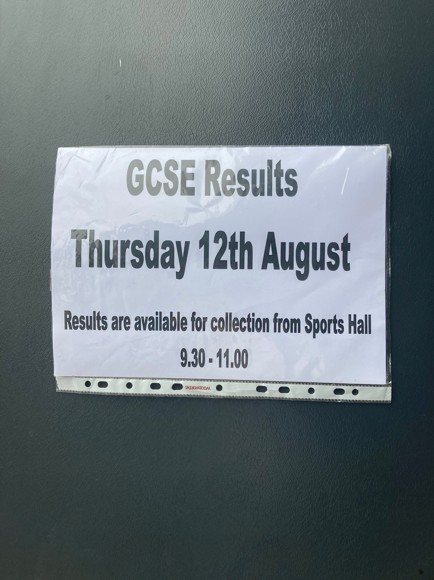 GCSE Results
Thursday 12th August
Results are available for collection from Sports Hall
9.30 - 11.00